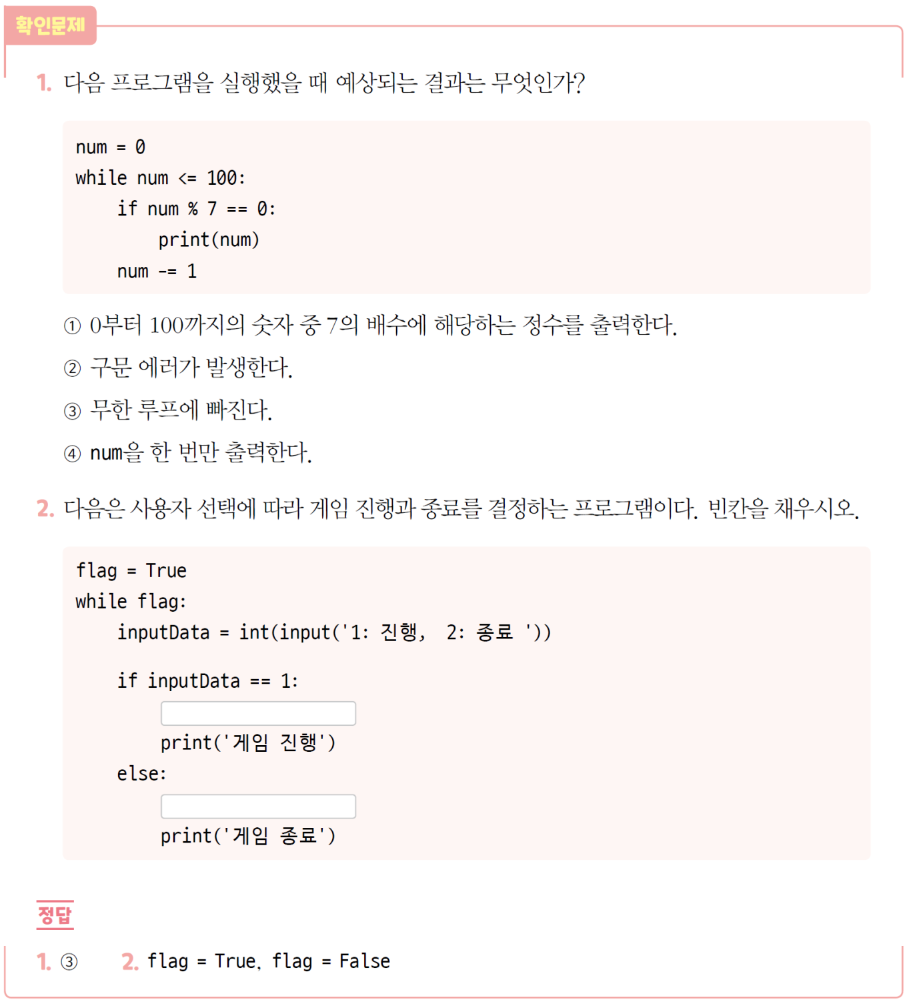 확인문제
1. 다음 프로그램을 실행했을 때 예상되는 결과는 무엇인가?
num = 0
while num <= 100:
    if num % 7 == 0:
        print(num)
    num -= 1
① 0부터 100까지의 숫자 중 7의 배수에 해당하는 정수를 출력한다.
② 구문 에러가 발생한다.
③ 무한 루프에 빠진다.
④ num을 한 번만 출력한다.
2. 다음은 사용자 선택에 따라 게임 진행과 종료를 결정하는 프로그램이다. 빈칸을 채우시오.
flag = True
while flag:
    inputData = int(input('1: 진행,  2: 종료 '))
    if inputData == 1:
        print('게임 진행')
    else:
        print('게임 종료')
정답
1. ③  2. flag = True, flag = False